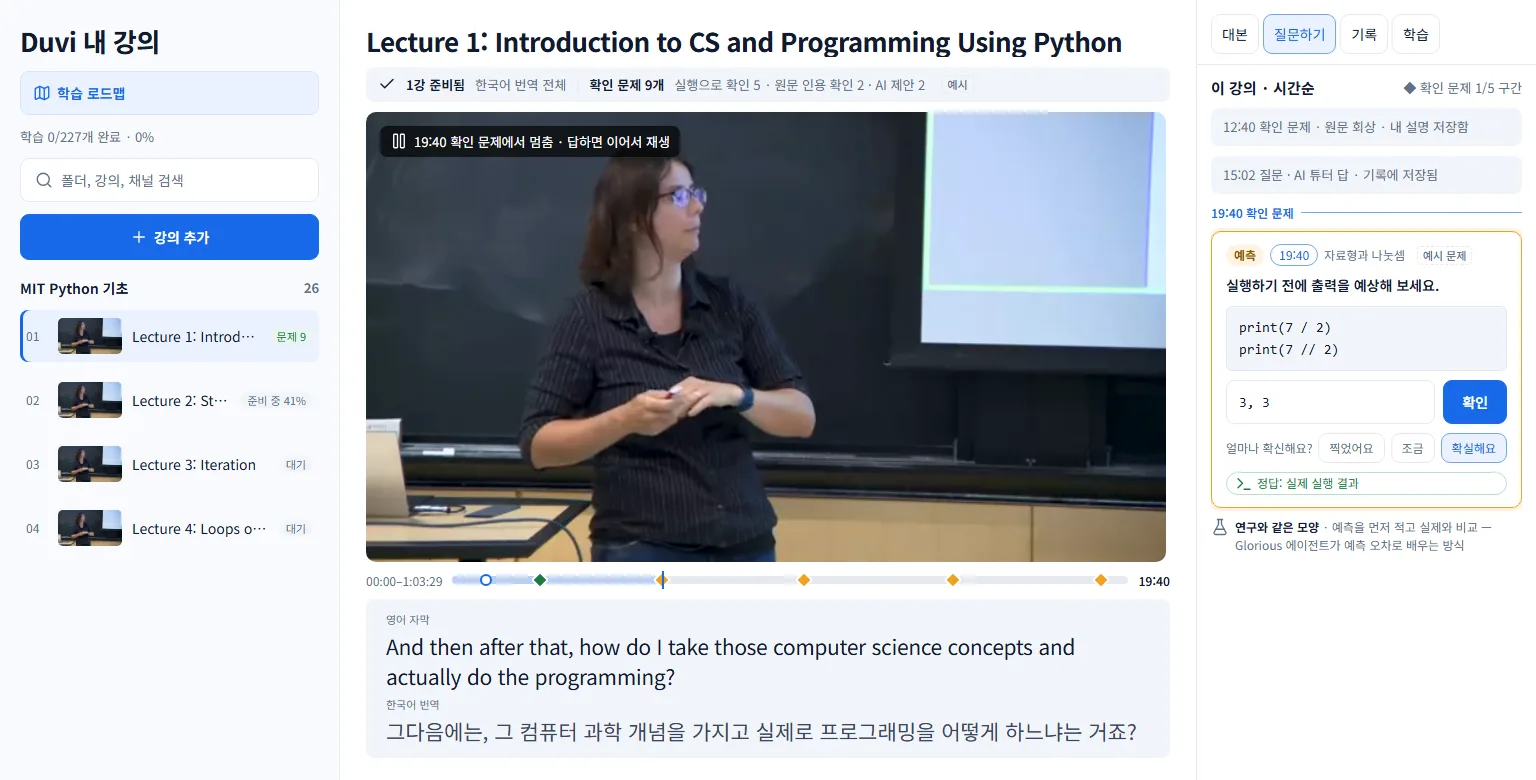 Duvi 내 강의
학습 로드맵
학습 0/227개 완료 · 0%
폴더, 강의, 채널 검색
+ 강의 추가
MIT Python 기초 26
01 Lecture 1: Introd··· 문제 9
02 Lecture 2: St··· 준비 중 41%
03 Lecture 3: Iteration 대기
04 Lecture 4: Loops o··· 대기
Lecture 1: Introduction to CS and Programming Using Python
1강 준비됨 한국어 번역 전체 확인 문제 9개 실행으로 확인 5 · 원문 인용 확인 2 · AI 제안 2 예시
19:40 확인 문제에서 멈춤 · 답하면 이어서 재생
00:00–1:03:29 19:40
영어 자막
And then after that, how do I take those computer science concepts and
actually do the programming?
한국어 번역
그다음에는, 그 컴퓨터 과학 개념을 가지고 실제로 프로그래밍을 어떻게 하느냐는 거죠?
대본 질문하기 기록 학습
이 강의 · 시간순 ◆ 확인 문제 1/5 구간
12:40 확인 문제 · 원문 회상 · 내 설명 저장함
15:02 질문 · AI 튜터 답 · 기록에 저장됨
19:40 확인 문제
예측 19:40 자료형과 나눗셈 예시 문제
실행하기 전에 출력을 예상해 보세요.
print(7 / 2)
print(7 // 2)
3, 3 확인
얼마나 확신해요? 찍었어요 조금 확실해요
정답: 실제 실행 결과
연구와 같은 모양 · 예측을 먼저 적고 실제와 비교 —
Glorious 에이전트가 예측 오차로 배우는 방식